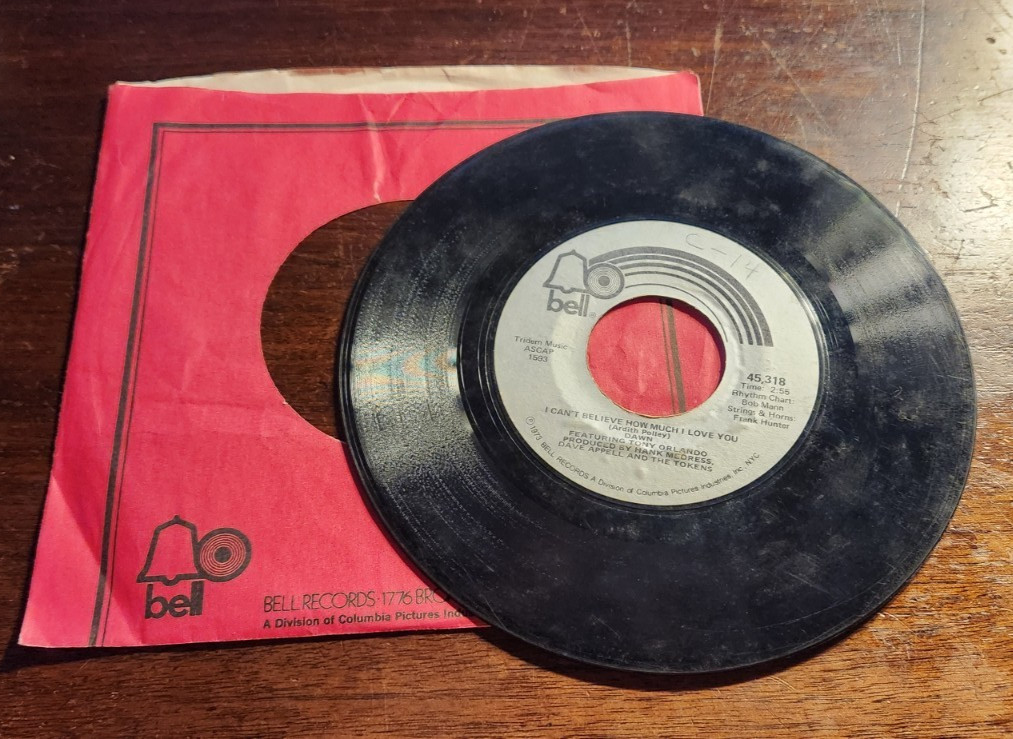 bell
BELL RECORDS · 1776 BRO
A Division of Columbia Pictures Ind
C-14
bell
Tridem Music
ASCAP
1593
45,318
Time: 2:55
Rhythm Chart:
Bob Mann
Strings & Horns:
Frank Hunter
I CAN'T BELIEVE HOW MUCH I LOVE YOU
(Ardith Polley)
DAWN
FEATURING TONY ORLANDO
PRODUCED BY HANK MEDRESS,
DAVE APPELL AND THE TOKENS
Ⓟ1973 BELL RECORDS A Division of Columbia Pictures Industries, Inc. NYC